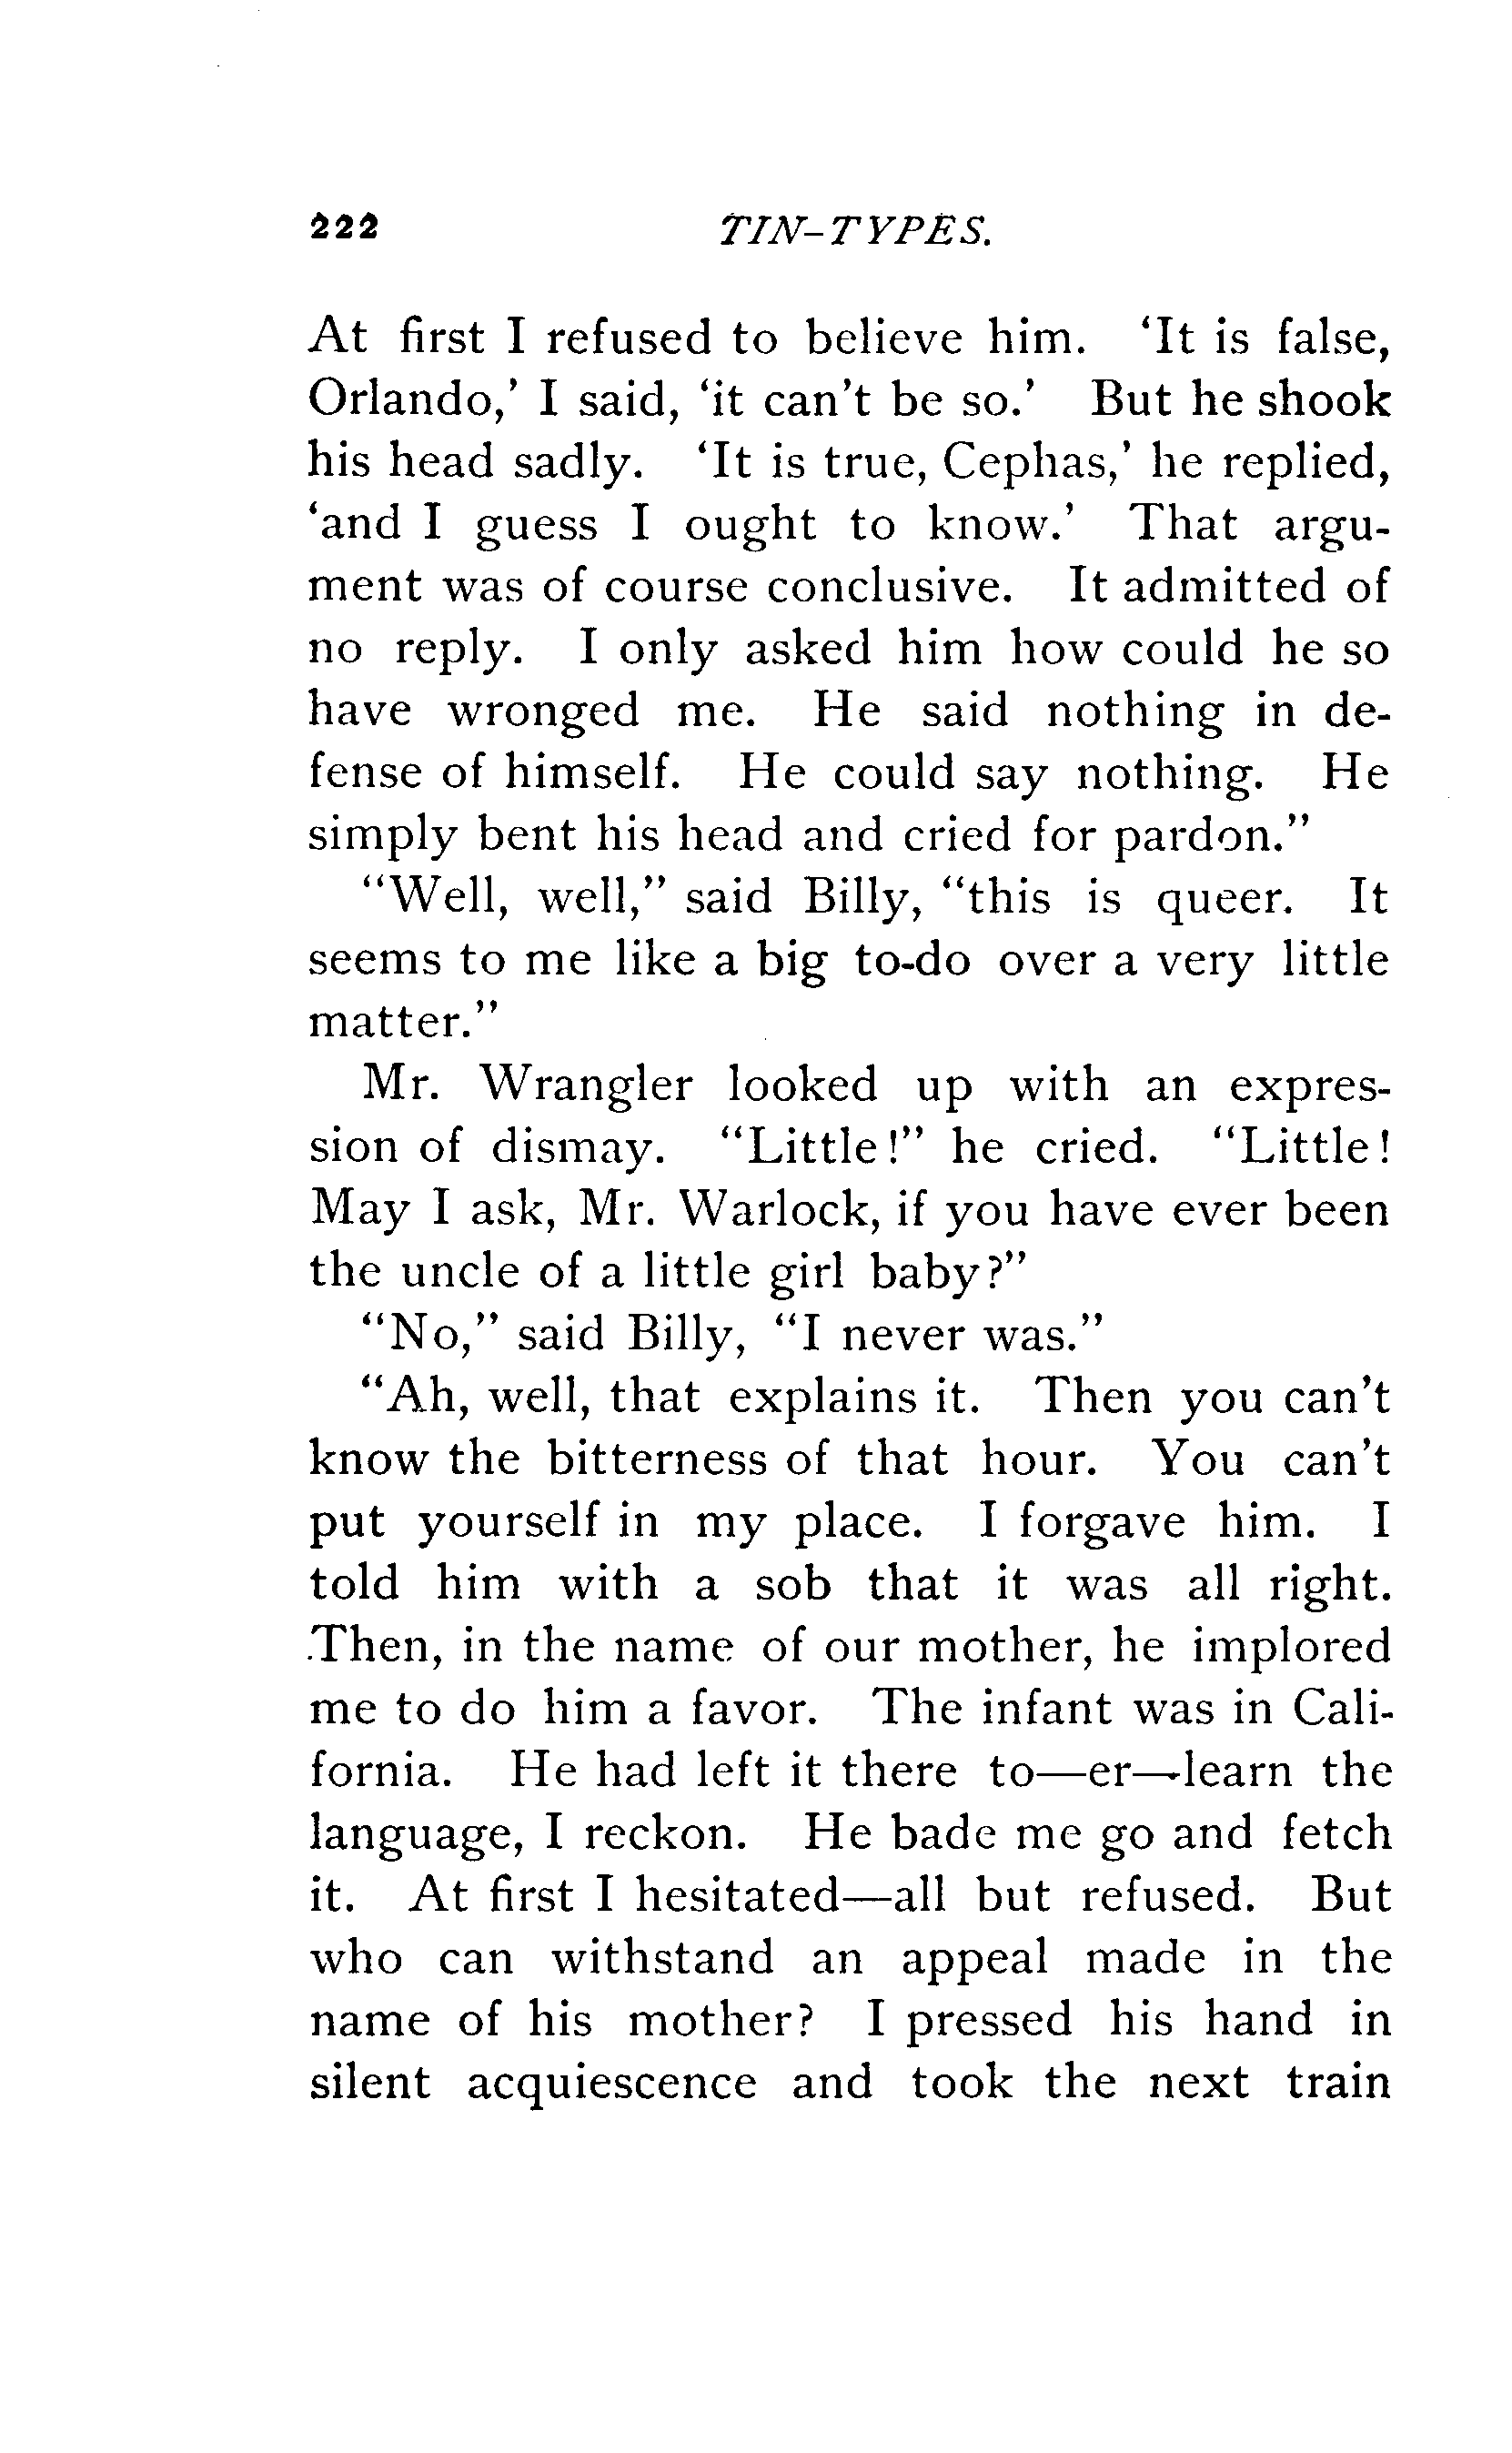 222 TIN-TYPES.
At first I refused to believe him. ‘It is false,
Orlando,’ I said, ‘it can’t be so.’ But he shook
his head sadly. ‘It is true, Cephas,’ he replied,
‘and I guess I ought to know.’ That argu-
ment was of course conclusive. It admitted of
no reply. I only asked him how could he so
have wronged me. He said nothing in de-
fense of himself. He could say nothing. He
simply bent his head and cried for pardon.”
“Well, well,” said Billy, “this is queer. It
seems to me like a big to-do over a very little
matter.”
Mr. Wrangler looked up with an expres-
sion of dismay. “Little!” he cried. “Little!
May I ask, Mr. Warlock, if you have ever been
the uncle of a little girl baby?”
“No,” said Billy, “I never was.”
“Ah, well, that explains it. Then you can’t
know the bitterness of that hour. You can’t
put yourself in my place. I forgave him. I
told him with a sob that it was all right.
Then, in the name of our mother, he implored
me to do him a favor. The infant was in Cali-
fornia. He had left it there to—er—learn the
language, I reckon. He bade me go and fetch
it. At first I hesitated—all but refused. But
who can withstand an appeal made in the
name of his mother? I pressed his hand in
silent acquiescence and took the next train